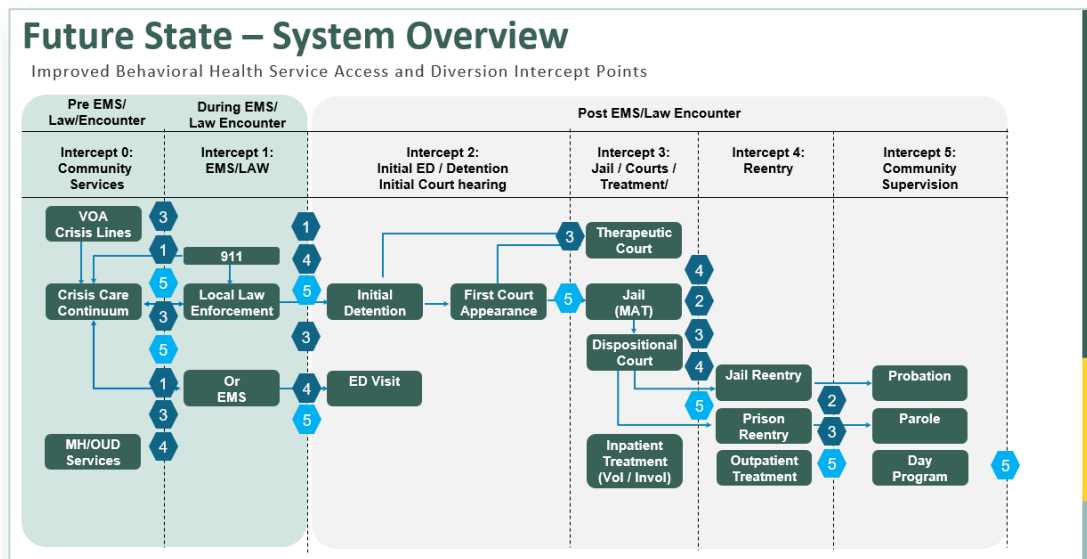 Future State – System Overview
Improved Behavioral Health Service Access and Diversion Intercept Points
Pre EMS/
Law/Encounter
During EMS/
Law Encounter
Post EMS/Law Encounter
Intercept 0:
Community
Services
Intercept 1:
EMS/LAW
Intercept 2:
Initial ED / Detention
Initial Court hearing
Intercept 3:
Jail / Courts /
Treatment/
Intercept 4:
Reentry
Intercept 5:
Community
Supervision
VOA
Crisis Lines
3
1
911
1
4
3
Therapeutic
Court
Crisis Care
Continuum
5
3
Local Law
Enforcement
5
Initial
Detention
First Court
Appearance
5
Jail
(MAT)
4
2
5
3
Dispositional
Court
3
4
1
Or
EMS
4
ED Visit
Jail Reentry
Probation
3
5
5
2
Prison
Reentry
3
Parole
MH/OUD
Services
4
Inpatient
Treatment
(Vol / Invol)
Outpatient
Treatment
5
Day
Program
5